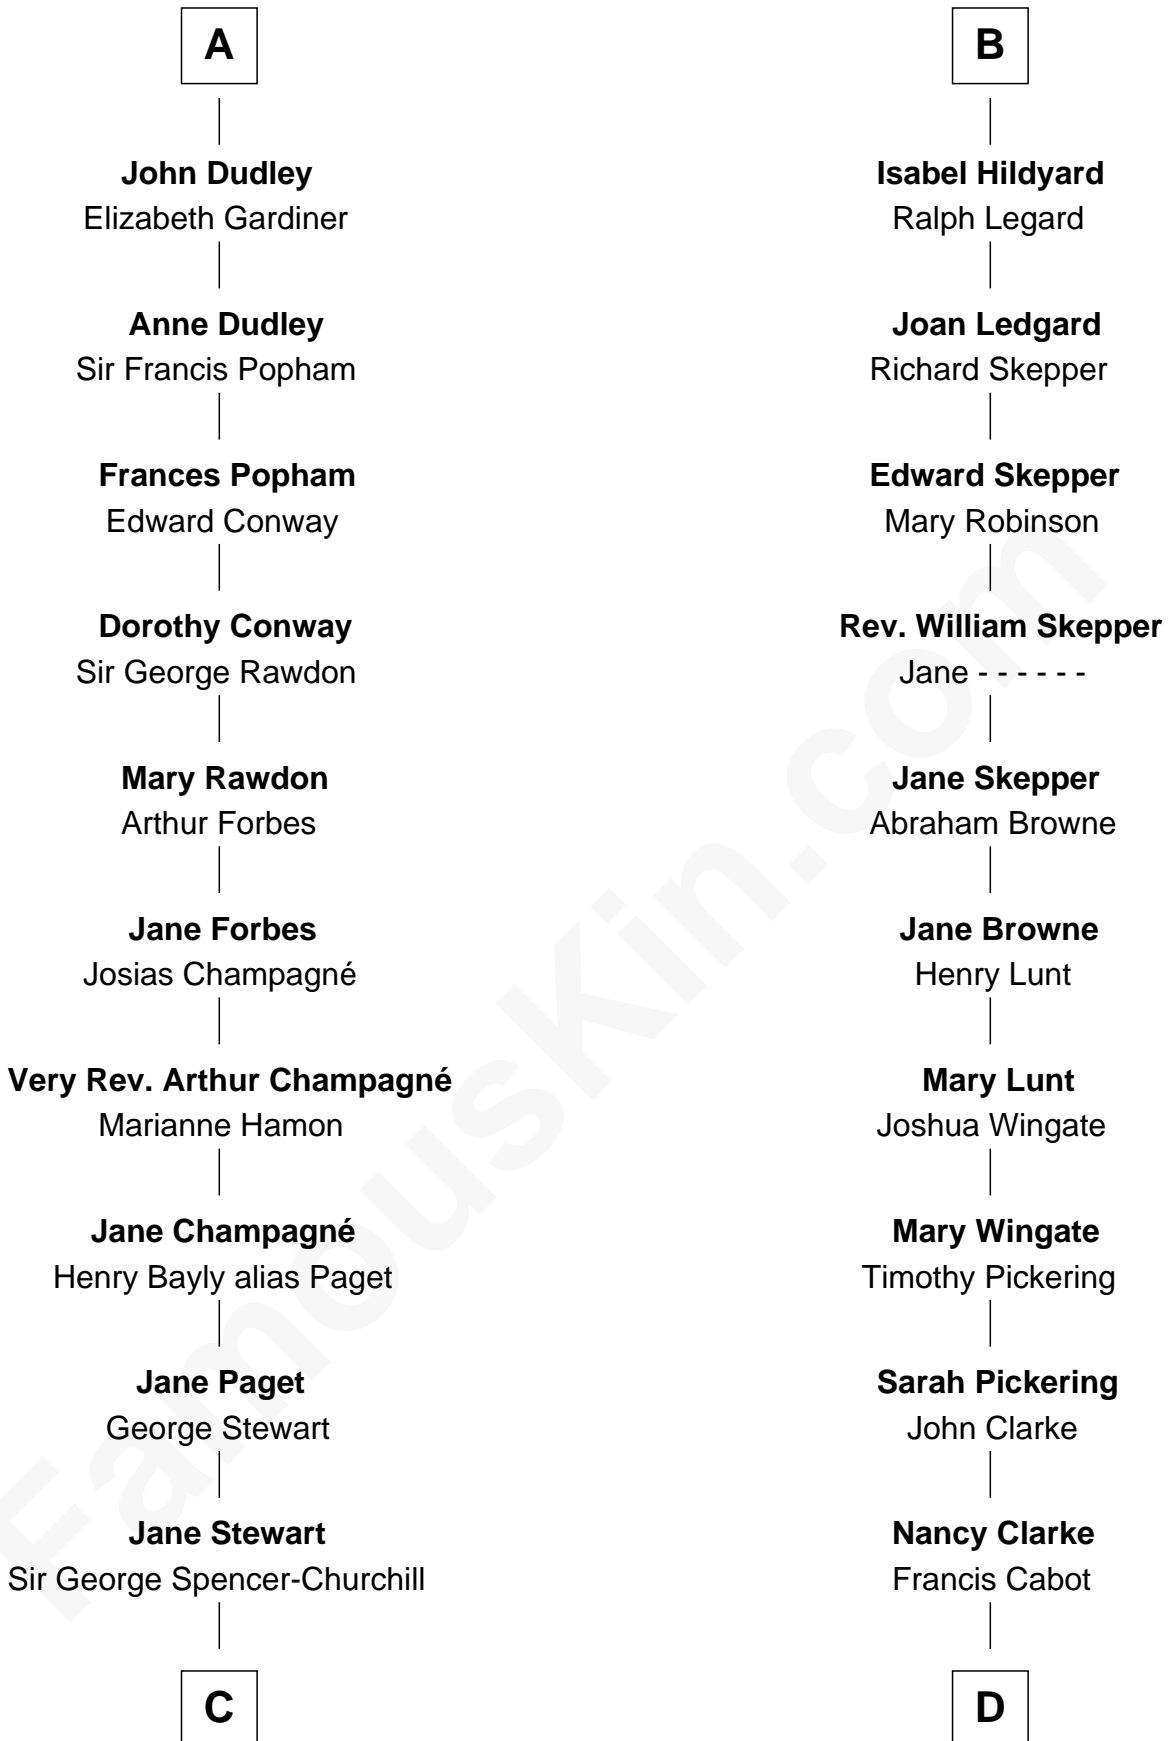 A
John Dudley
Elizabeth Gardiner
Anne Dudley
Sir Francis Popham
Frances Popham
Edward Conway
Dorothy Conway
Sir George Rawdon
Mary Rawdon
Arthur Forbes
Jane Forbes
Josias Champagné
Very Rev. Arthur Champagné
Marianne Hamon
Jane Champagné
Henry Bayly alias Paget
Jane Paget
George Stewart
Jane Stewart
Sir George Spencer-Churchill
C
B
Isabel Hildyard
Ralph Legard
Joan Ledgard
Richard Skepper
Edward Skepper
Mary Robinson
Rev. William Skepper
Jane - - - - - -
Jane Skepper
Abraham Browne
Jane Browne
Henry Lunt
Mary Lunt
Joshua Wingate
Mary Wingate
Timothy Pickering
Sarah Pickering
John Clarke
Nancy Clarke
Francis Cabot
D
FamousKin.com